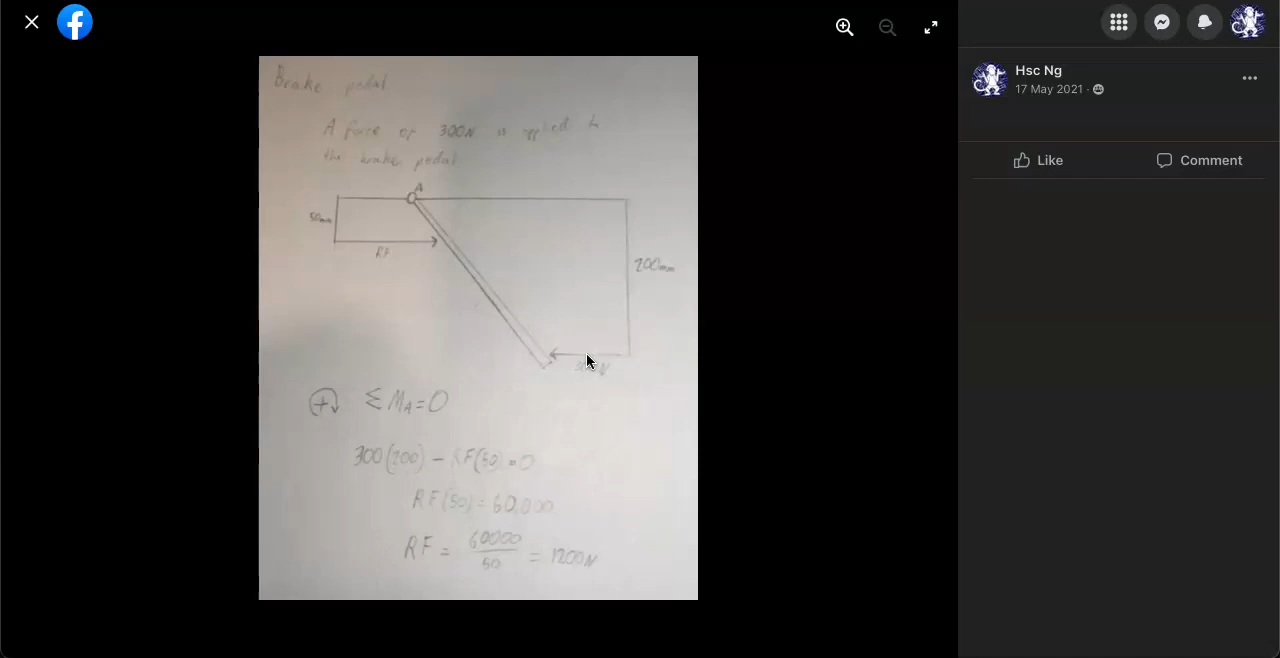 Hsc Ng
17 May 2021
Like
Comment
Brake pedal
A force of 300N is applied to
the brake pedal
A
50mm
RF
200mm
ΣMA=0
300(200) - RF(50)=0
RF(50)=60,000
RF = 60000/50 = 1200N